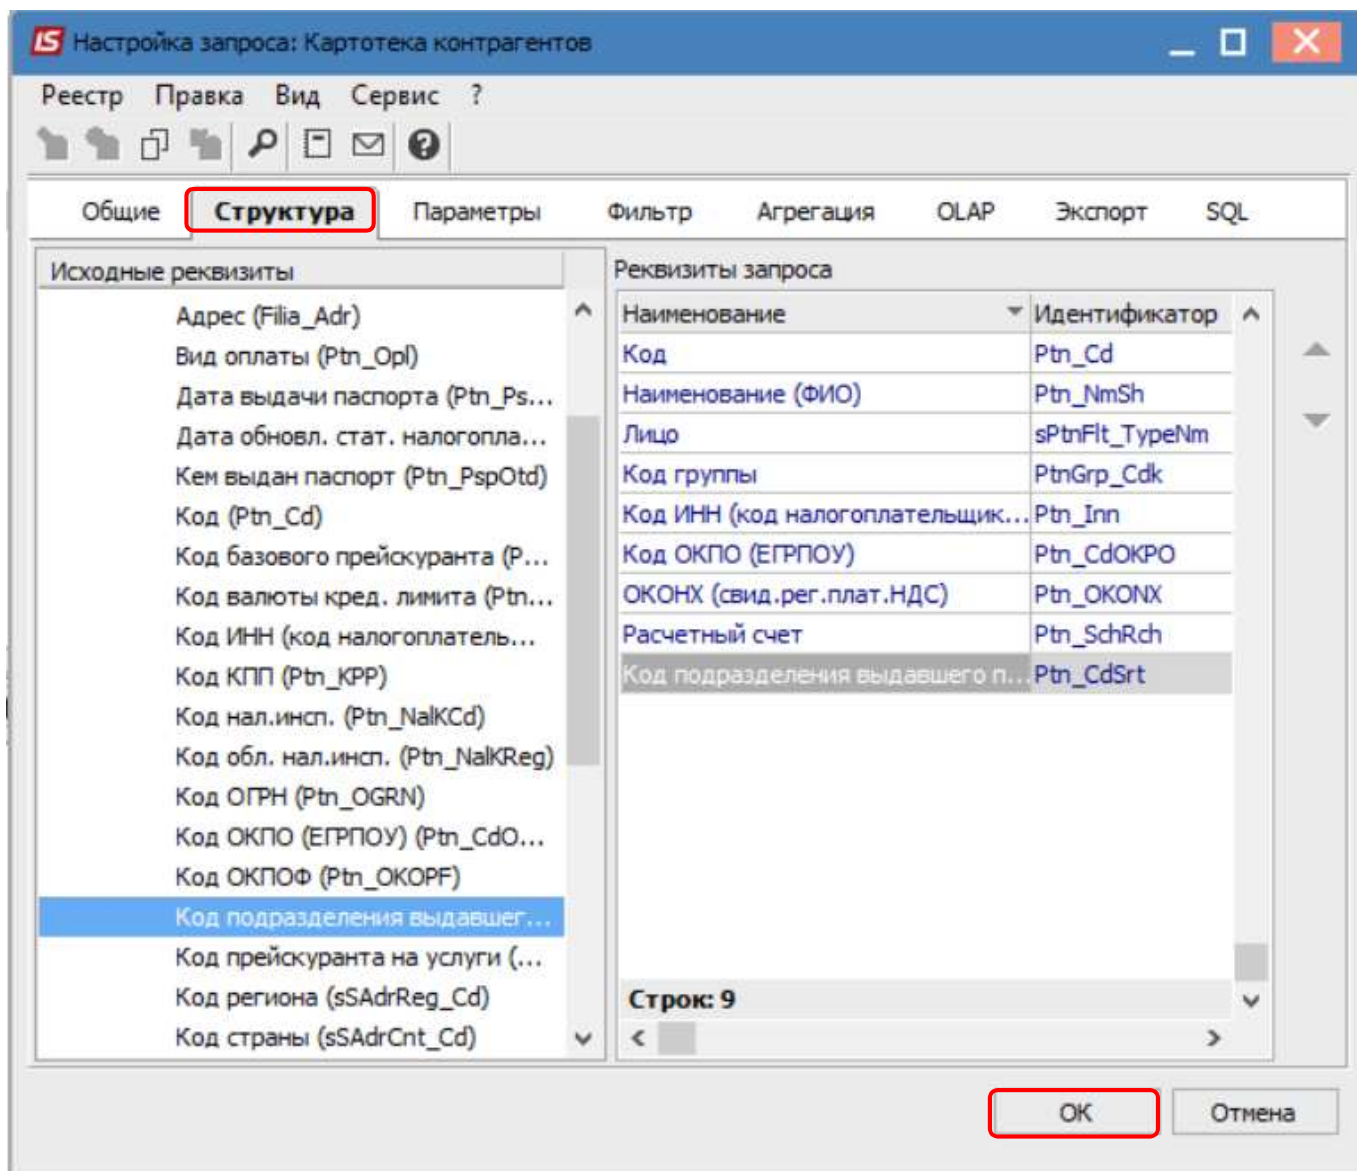 IS Настройка запроса: Картотека контрагентов
Реестр Правка Вид Сервис ?
Общие Структура Параметры Фильтр Агрегация OLAP Экспорт SQL
Исходные реквизиты
Адрес (Filia_Adr)
Вид оплаты (Ptn_Opl)
Дата выдачи паспорта (Ptn_Ps...
Дата обновл. стат. налогопла...
Кем выдан паспорт (Ptn_PspOtd)
Код (Ptn_Cd)
Код базового прейскуранта (P...
Код валюты кред. лимита (Ptn...
Код ИНН (код налогоплатель...
Код КПП (Ptn_KPP)
Код нал.инсп. (Ptn_NalKCd)
Код обл. нал.инсп. (Ptn_NalKReg)
Код ОГРН (Ptn_OGRN)
Код ОКПО (ЕГРПОУ) (Ptn_CdO...
Код ОКПОФ (Ptn_OKOPF)
Код подразделения выдавшег...
Код прейскуранта на услуги (...
Код региона (sSAdrReg_Cd)
Код страны (sSAdrCnt_Cd)
Реквизиты запроса
Наименование Идентификатор
Код Ptn_Cd
Наименование (ФИО) Ptn_NmSh
Лицо sPtnFlt_TypeNm
Код группы PtnGrp_Cdk
Код ИНН (код налогоплательщик... Ptn_Inn
Код ОКПО (ЕГРПОУ) Ptn_CdOKPO
ОКОНХ (свид.рег.плат.НДС) Ptn_OKONX
Расчетный счет Ptn_SchRch
Код подразделения выдавшего п... Ptn_CdSrt
Строк: 9
OK Отмена